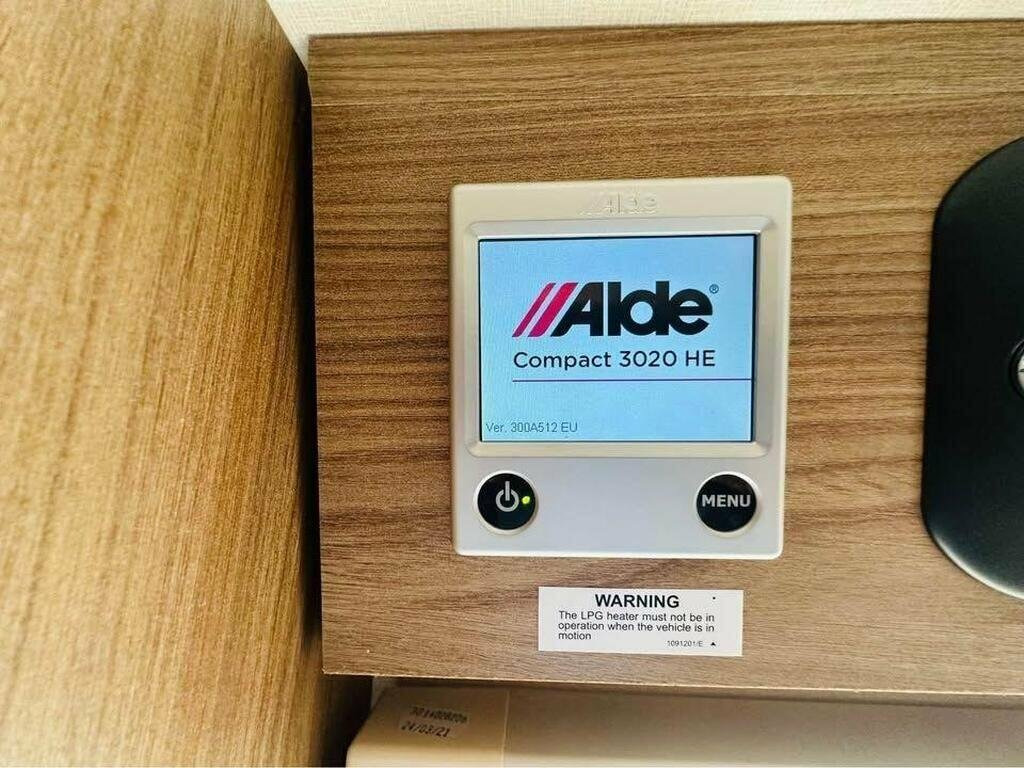 Alde
Alde®
Compact 3020 HE
Ver. 300A512 EU
MENU
WARNING
The LPG heater must not be in
operation when the vehicle is in
motion
1091201/E ▲
3014028206
24/03/21